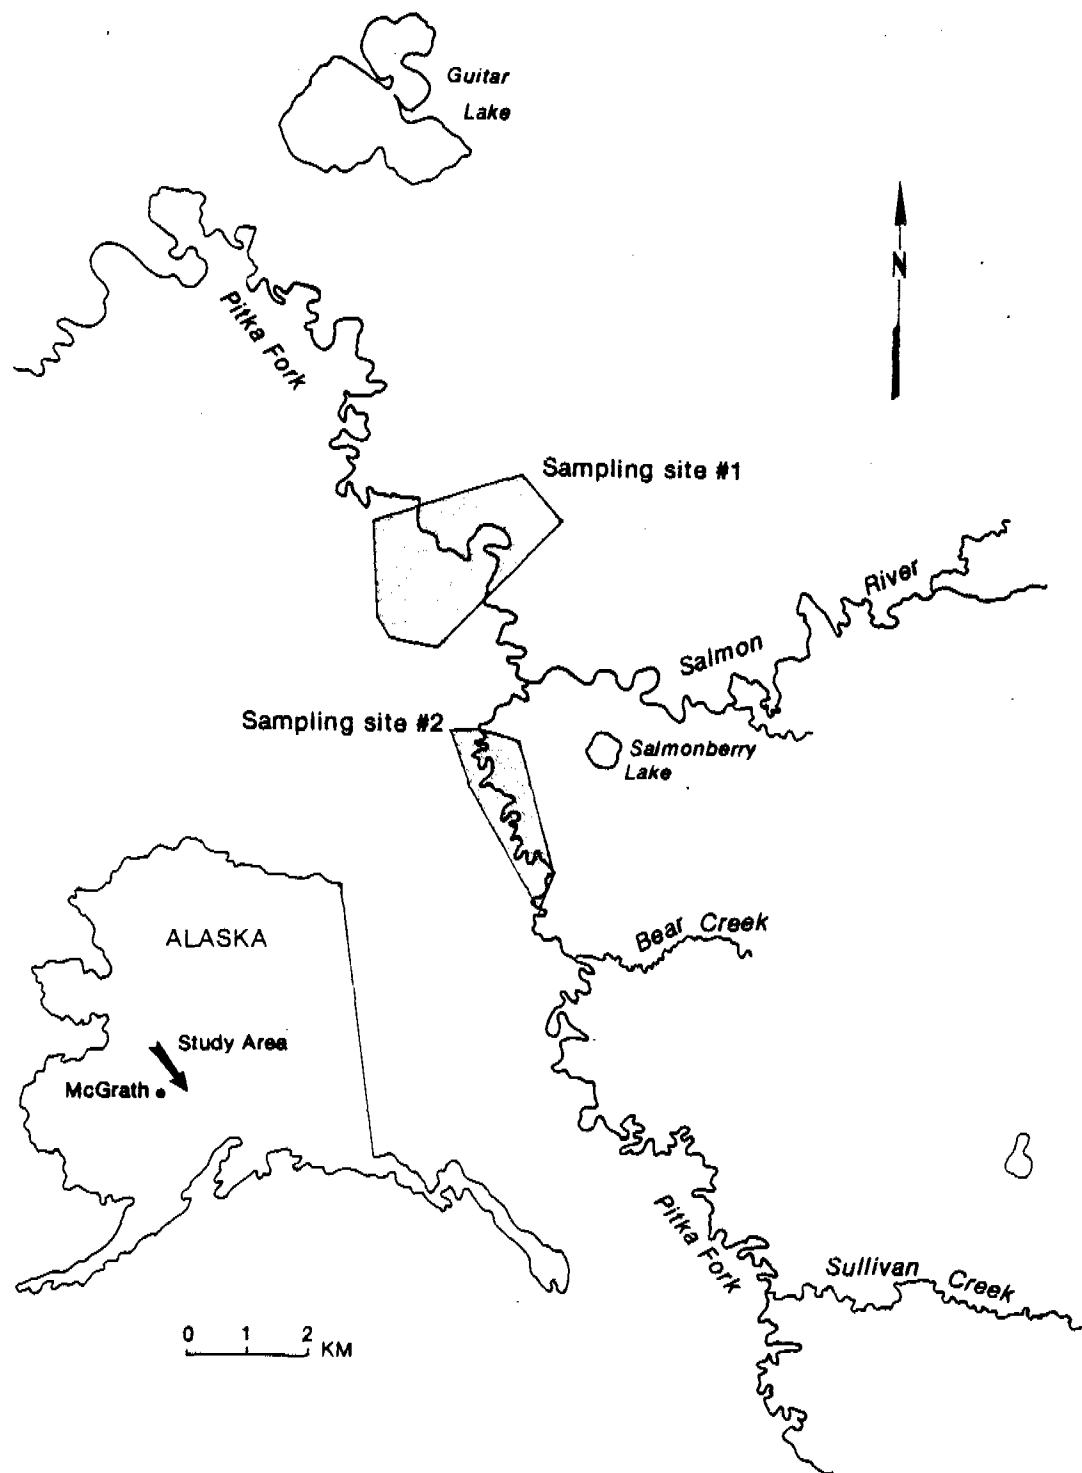 Guitar
Lake
N
Pitka Fork
Sampling site #1
River
Salmon
Sampling site #2
Salmonberry
Lake
Bear Creek
ALASKA
Study Area
McGrath
Pitka Fork
Sullivan Creek
0 1 2
KM